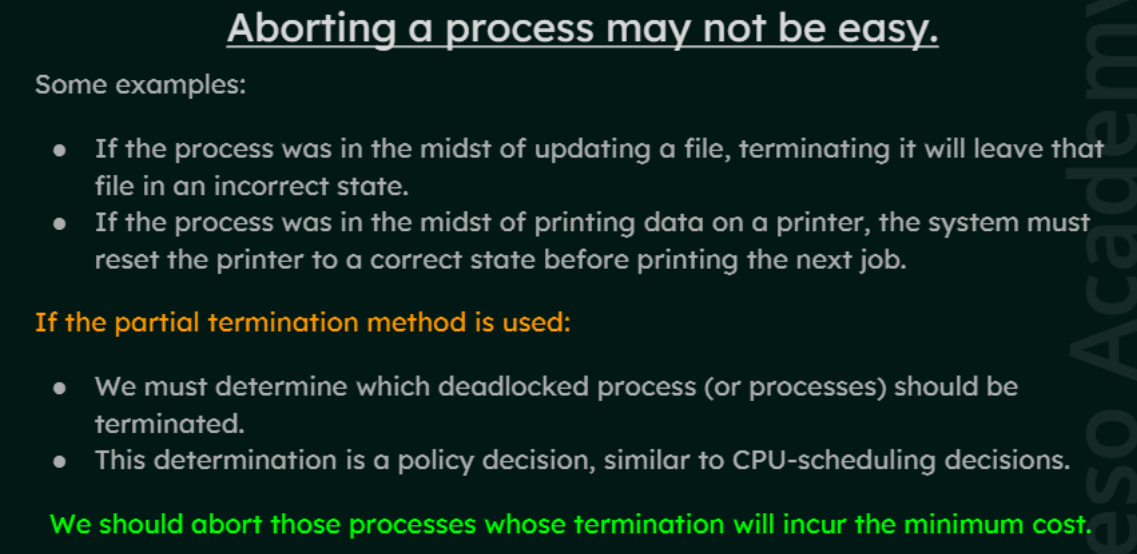 Aborting a process may not be easy.
Some examples:
● If the process was in the midst of updating a file, terminating it will leave that
file in an incorrect state.
● If the process was in the midst of printing data on a printer, the system must
reset the printer to a correct state before printing the next job.
If the partial termination method is used:
● We must determine which deadlocked process (or processes) should be
terminated.
● This determination is a policy decision, similar to CPU-scheduling decisions.
We should abort those processes whose termination will incur the minimum cost.
eso Academy